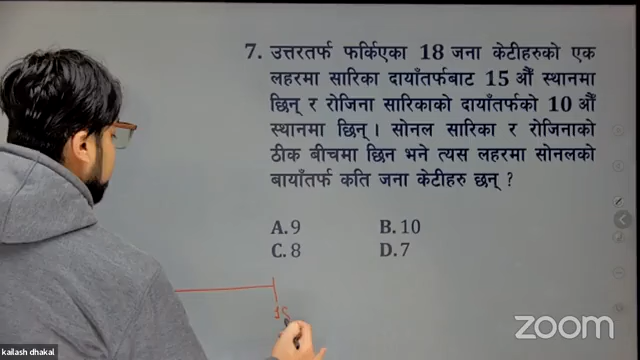 7. उत्तरतर्फ फर्किएका 18 जना केटीहरुको एक
लहरमा सारिका दायाँतर्फबाट 15 औं स्थानमा
छिन् र रोजिना सारिकाको दायाँतर्फको 10 औं
स्थानमा छिन् । सोनल सारिका र रोजिनाको
ठीक बीचमा छिन भने त्यस लहरमा सोनलको
बायाँतर्फ कति जना केटीहरु छन् ?
A. 9 B. 10
C. 8 D. 7
zoom
kailash dhakal